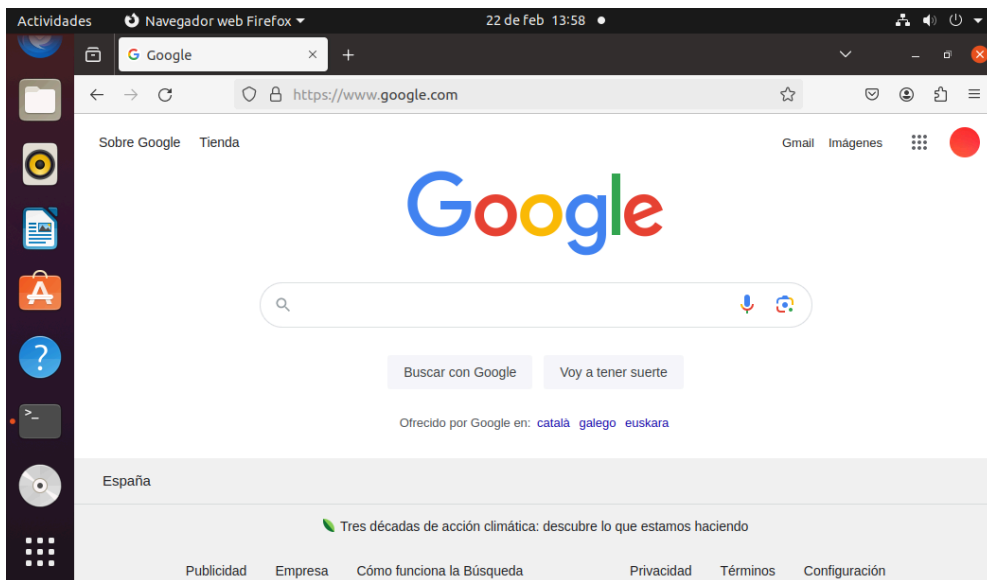 Actividades Navegador web Firefox 22 de feb 13:58
Google
https://www.google.com
Sobre Google Tienda Gmail Imágenes
Google
Buscar con Google Voy a tener suerte
Ofrecido por Google en: català galego euskara
España
Tres décadas de acción climática: descubre lo que estamos haciendo
Publicidad Empresa Cómo funciona la Búsqueda Privacidad Términos Configuración